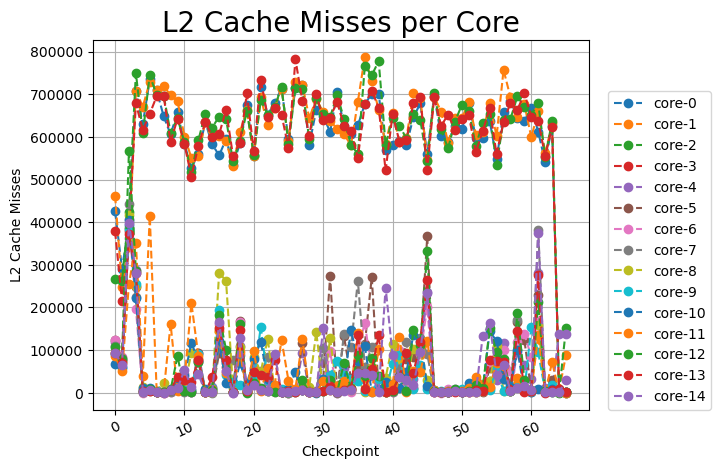 L2 Cache Misses per Core
L2 Cache Misses
800000
700000
600000
500000
400000
300000
200000
100000
0
0
10
20
30
40
50
60
Checkpoint
core-0
core-1
core-2
core-3
core-4
core-5
core-6
core-7
core-8
core-9
core-10
core-11
core-12
core-13
core-14